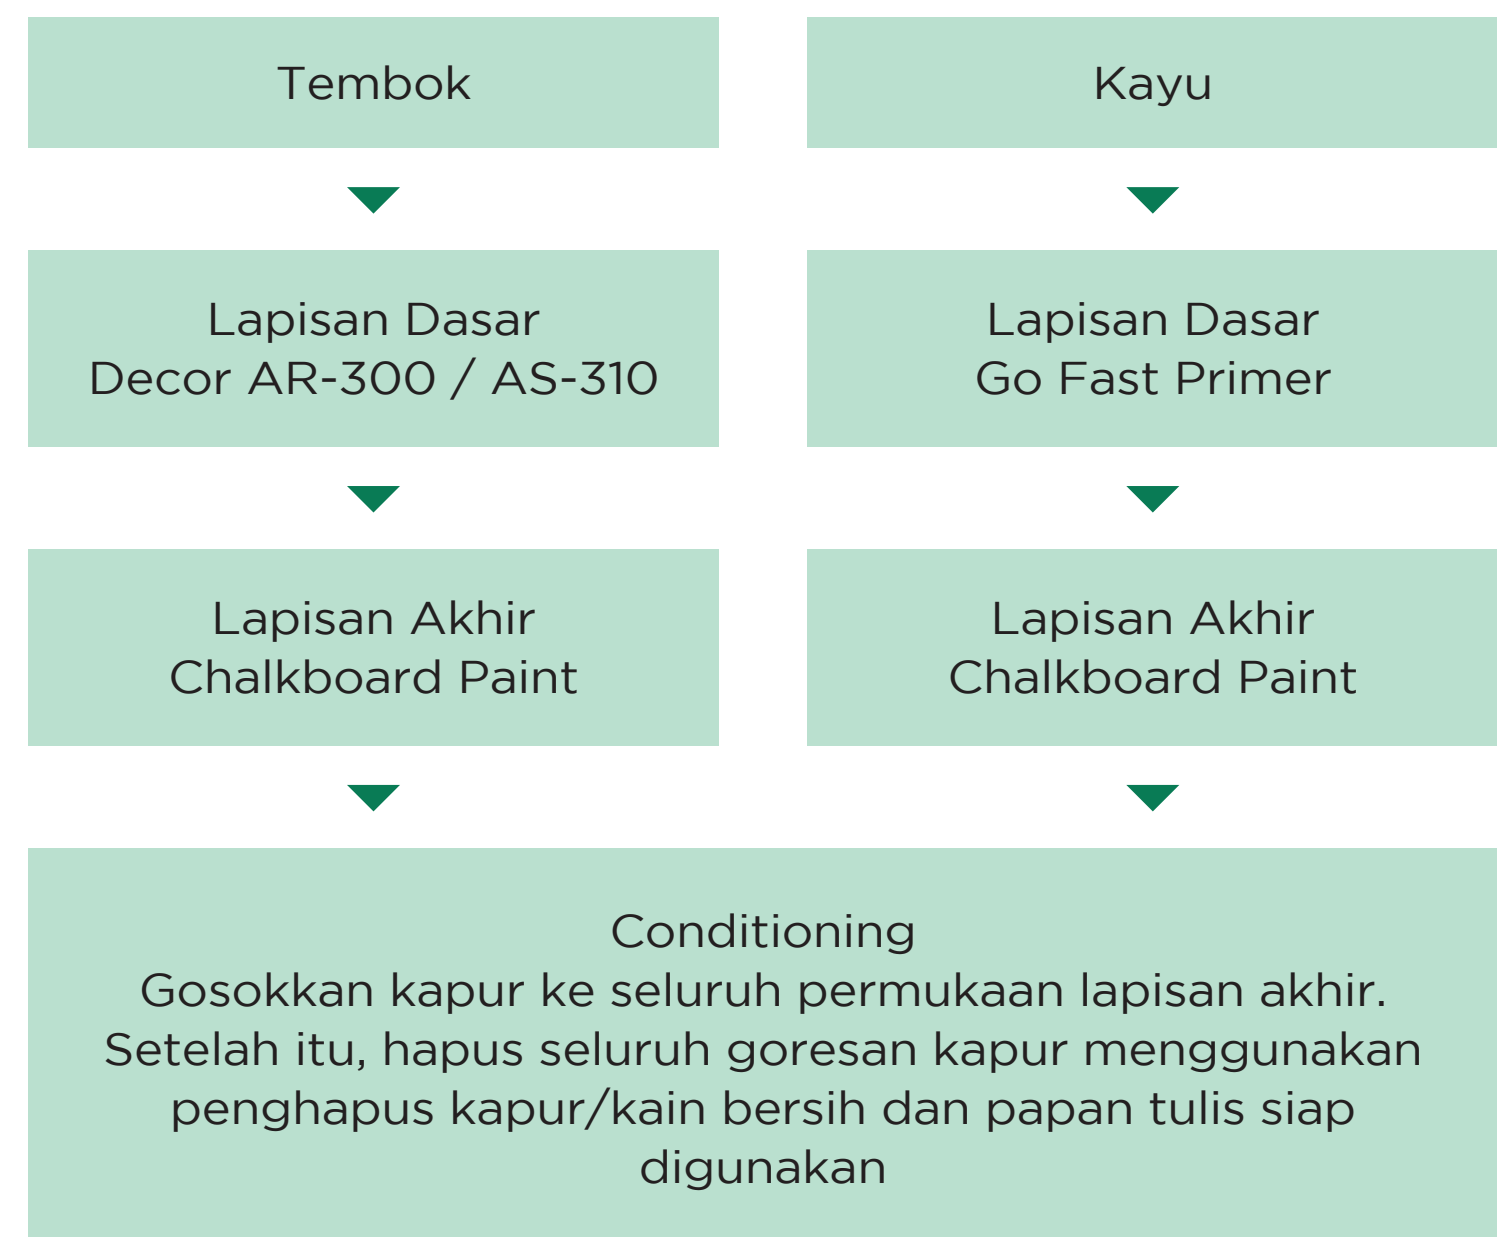 Tembok
Kayu
Lapisan Dasar
Decor AR-300 / AS-310
Lapisan Dasar
Go Fast Primer
Lapisan Akhir
Chalkboard Paint
Lapisan Akhir
Chalkboard Paint
Conditioning
Gosokkan kapur ke seluruh permukaan lapisan akhir.
Setelah itu, hapus seluruh goresan kapur menggunakan
penghapus kapur/kain bersih dan papan tulis siap
digunakan